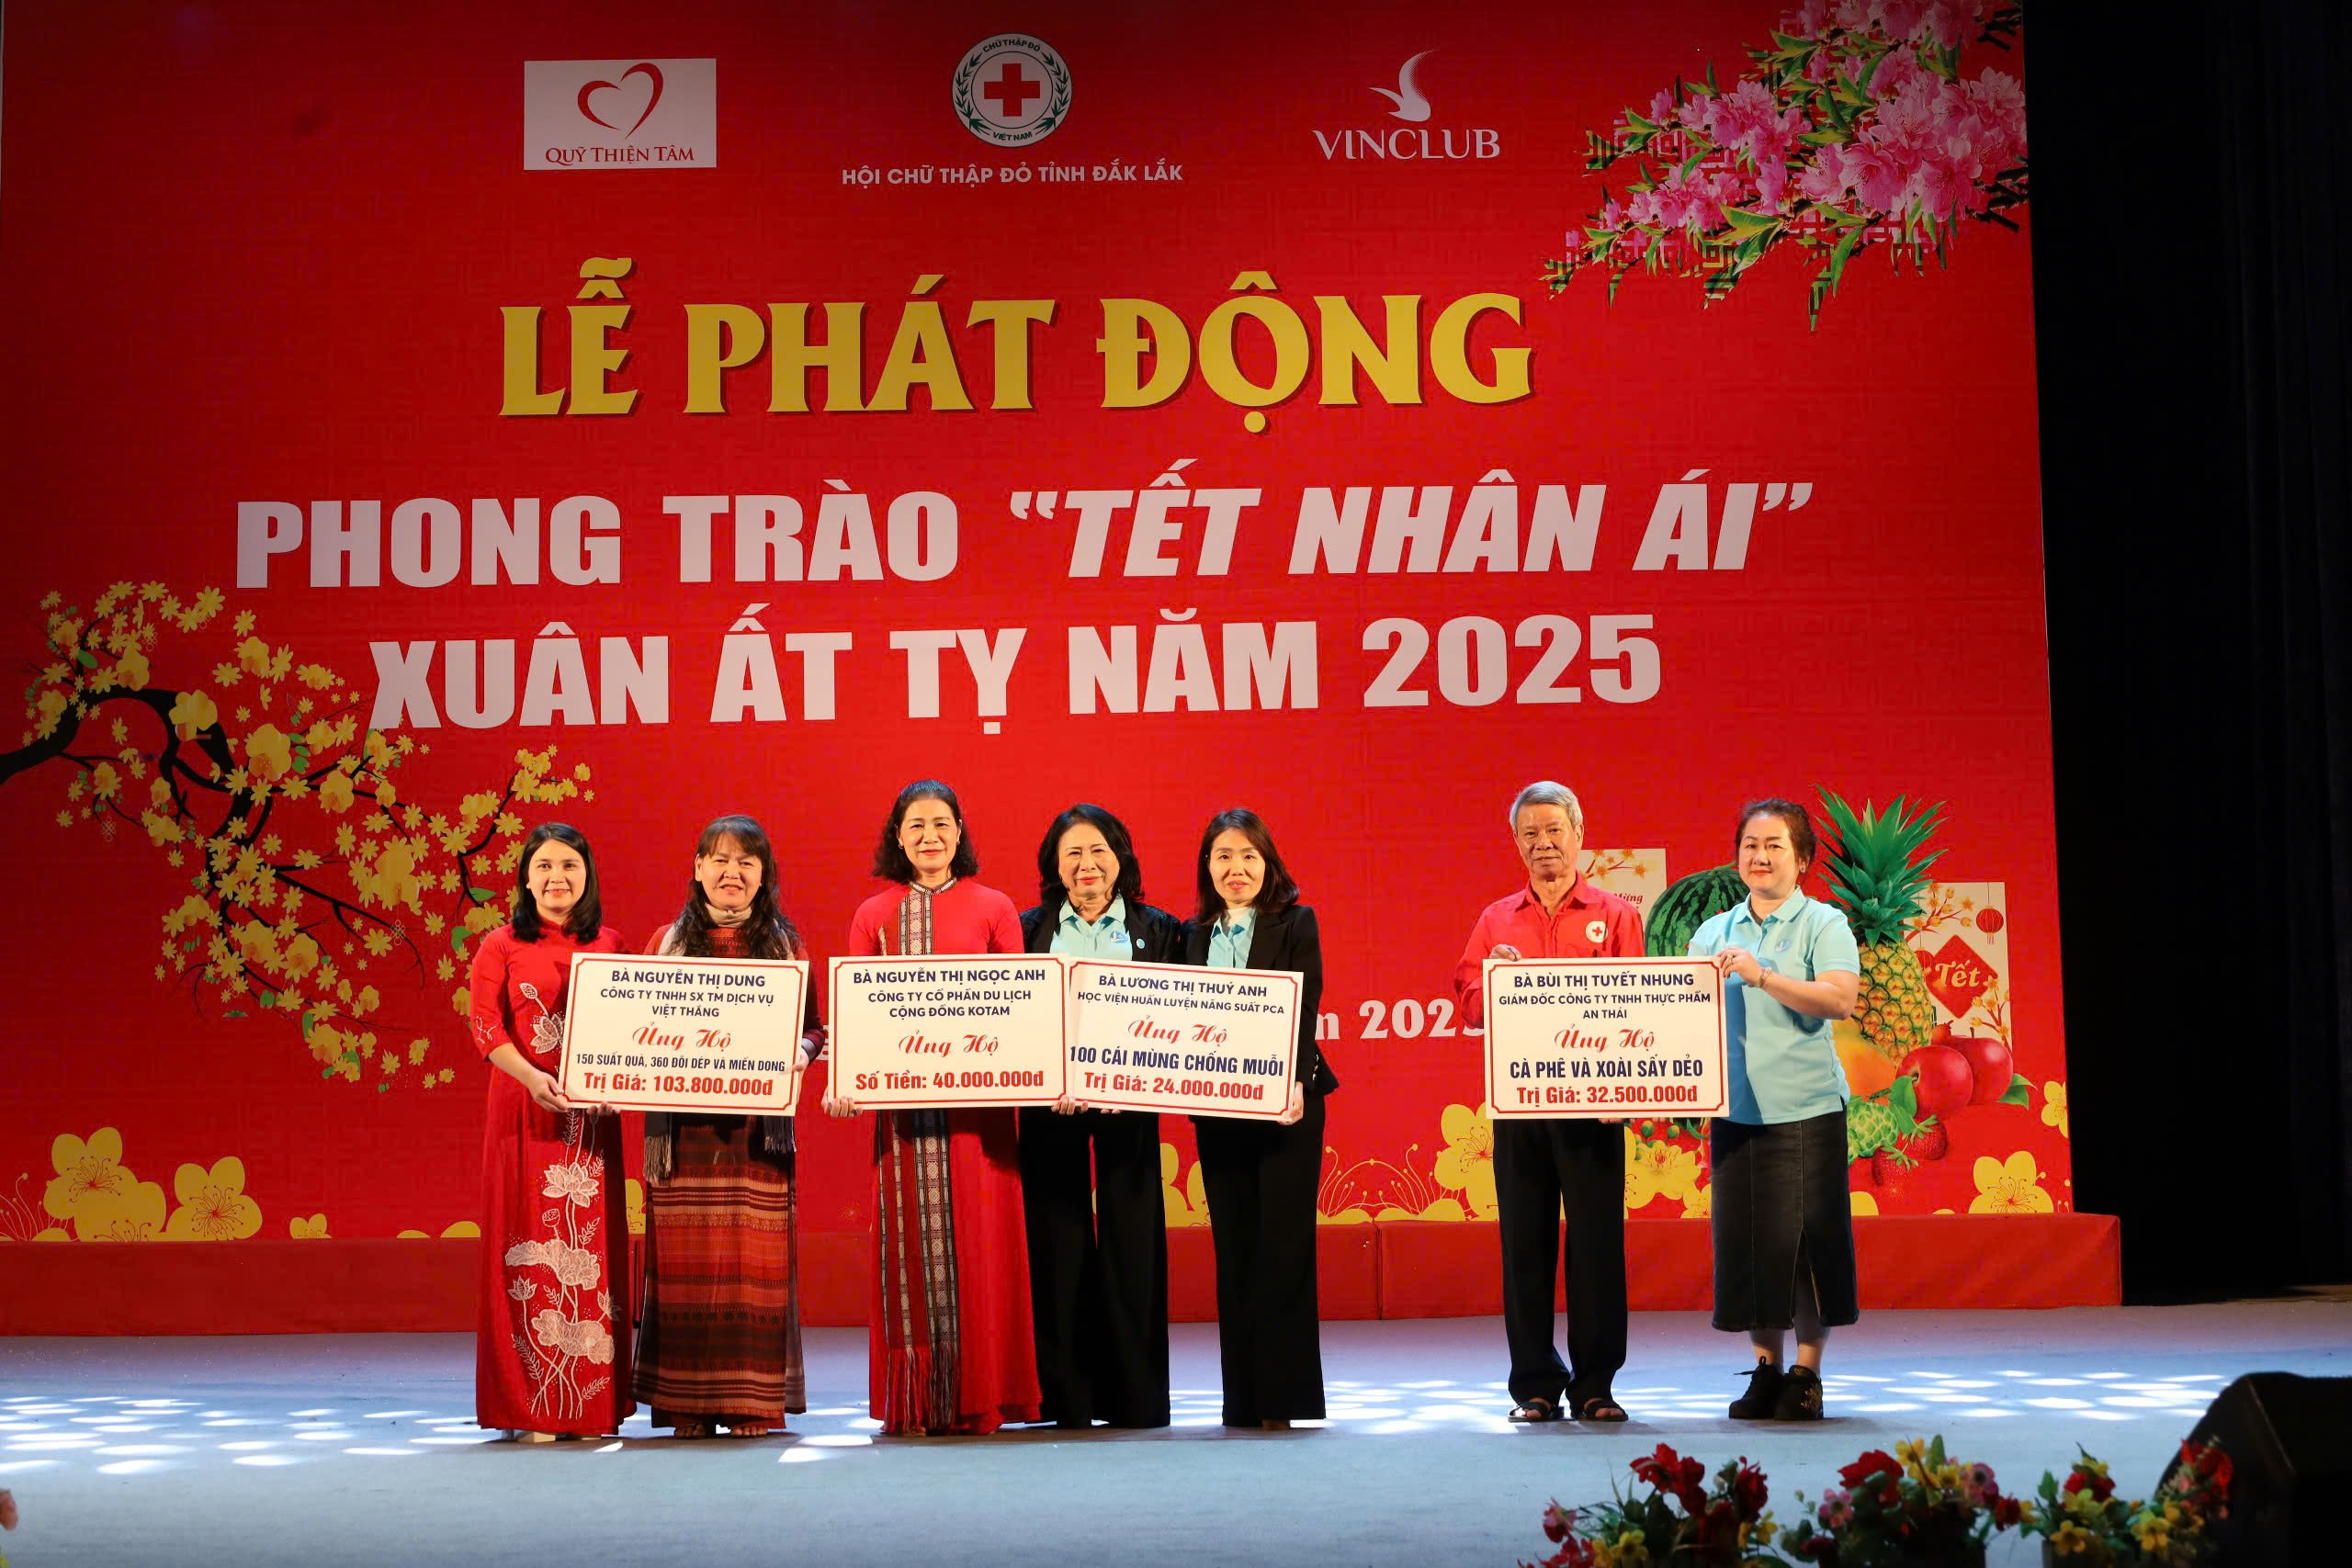 QUỸ THIỆN TÂM
CHỮ THẬP ĐỎ
VIỆT NAM
HỘI CHỮ THẬP ĐỎ TỈNH ĐẮK LẮK
VINCLUB
LỄ PHÁT ĐỘNG
PHONG TRÀO “TẾT NHÂN ÁI”
XUÂN ẤT TỴ NĂM 2025
BÀ NGUYỄN THỊ DUNG
CÔNG TY TNHH SX TM DỊCH VỤ
VIỆT THẮNG
Ủng Hộ
150 SUẤT QUÀ, 360 ĐÔI DÉP VÀ MIẾN DONG
Trị Giá: 103.800.000đ
BÀ NGUYỄN THỊ NGỌC ANH
CÔNG TY CỔ PHẦN DU LỊCH
CỘNG ĐỒNG KOTAM
Ủng Hộ
Số Tiền: 40.000.000đ
BÀ LƯƠNG THỊ THUÝ ANH
HỌC VIỆN HUẤN LUYỆN NĂNG SUẤT PCA
Ủng Hộ
100 CÁI MÙNG CHỐNG MUỖI
Trị Giá: 24.000.000đ
BÀ BÙI THỊ TUYẾT NHUNG
GIÁM ĐỐC CÔNG TY TNHH THỰC PHẨM
AN THÁI
Ủng Hộ
CÀ PHÊ VÀ XOÀI SẤY DẺO
Trị Giá: 32.500.000đ
Tết